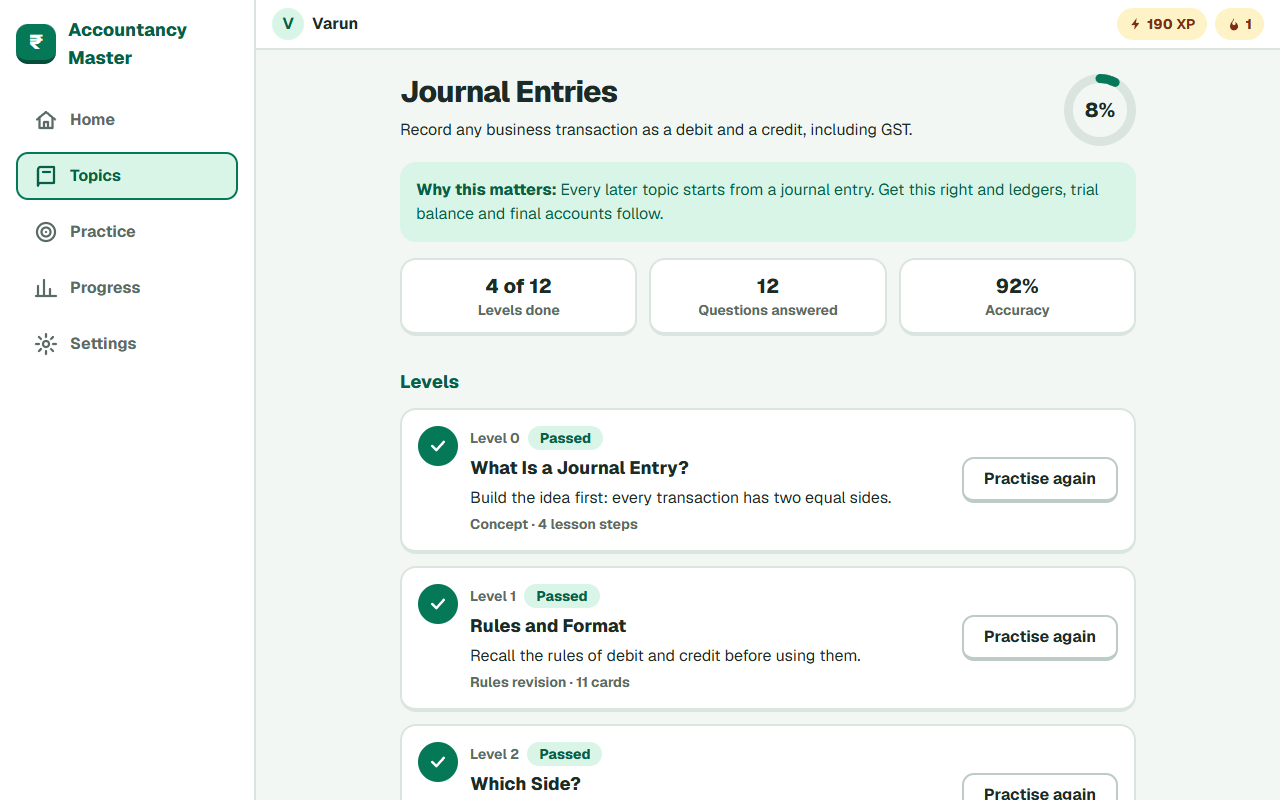 ₹
Accountancy
Master
Home
Topics
Practice
Progress
Settings
V
Varun
190 XP
1
Journal Entries
Record any business transaction as a debit and a credit, including GST.
8%
Why this matters: Every later topic starts from a journal entry. Get this right and ledgers, trial
balance and final accounts follow.
4 of 12
Levels done
12
Questions answered
92%
Accuracy
Levels
Level 0 Passed
What Is a Journal Entry?
Build the idea first: every transaction has two equal sides.
Concept · 4 lesson steps
Practise again
Level 1 Passed
Rules and Format
Recall the rules of debit and credit before using them.
Rules revision · 11 cards
Practise again
Level 2 Passed
Which Side?
Practise again